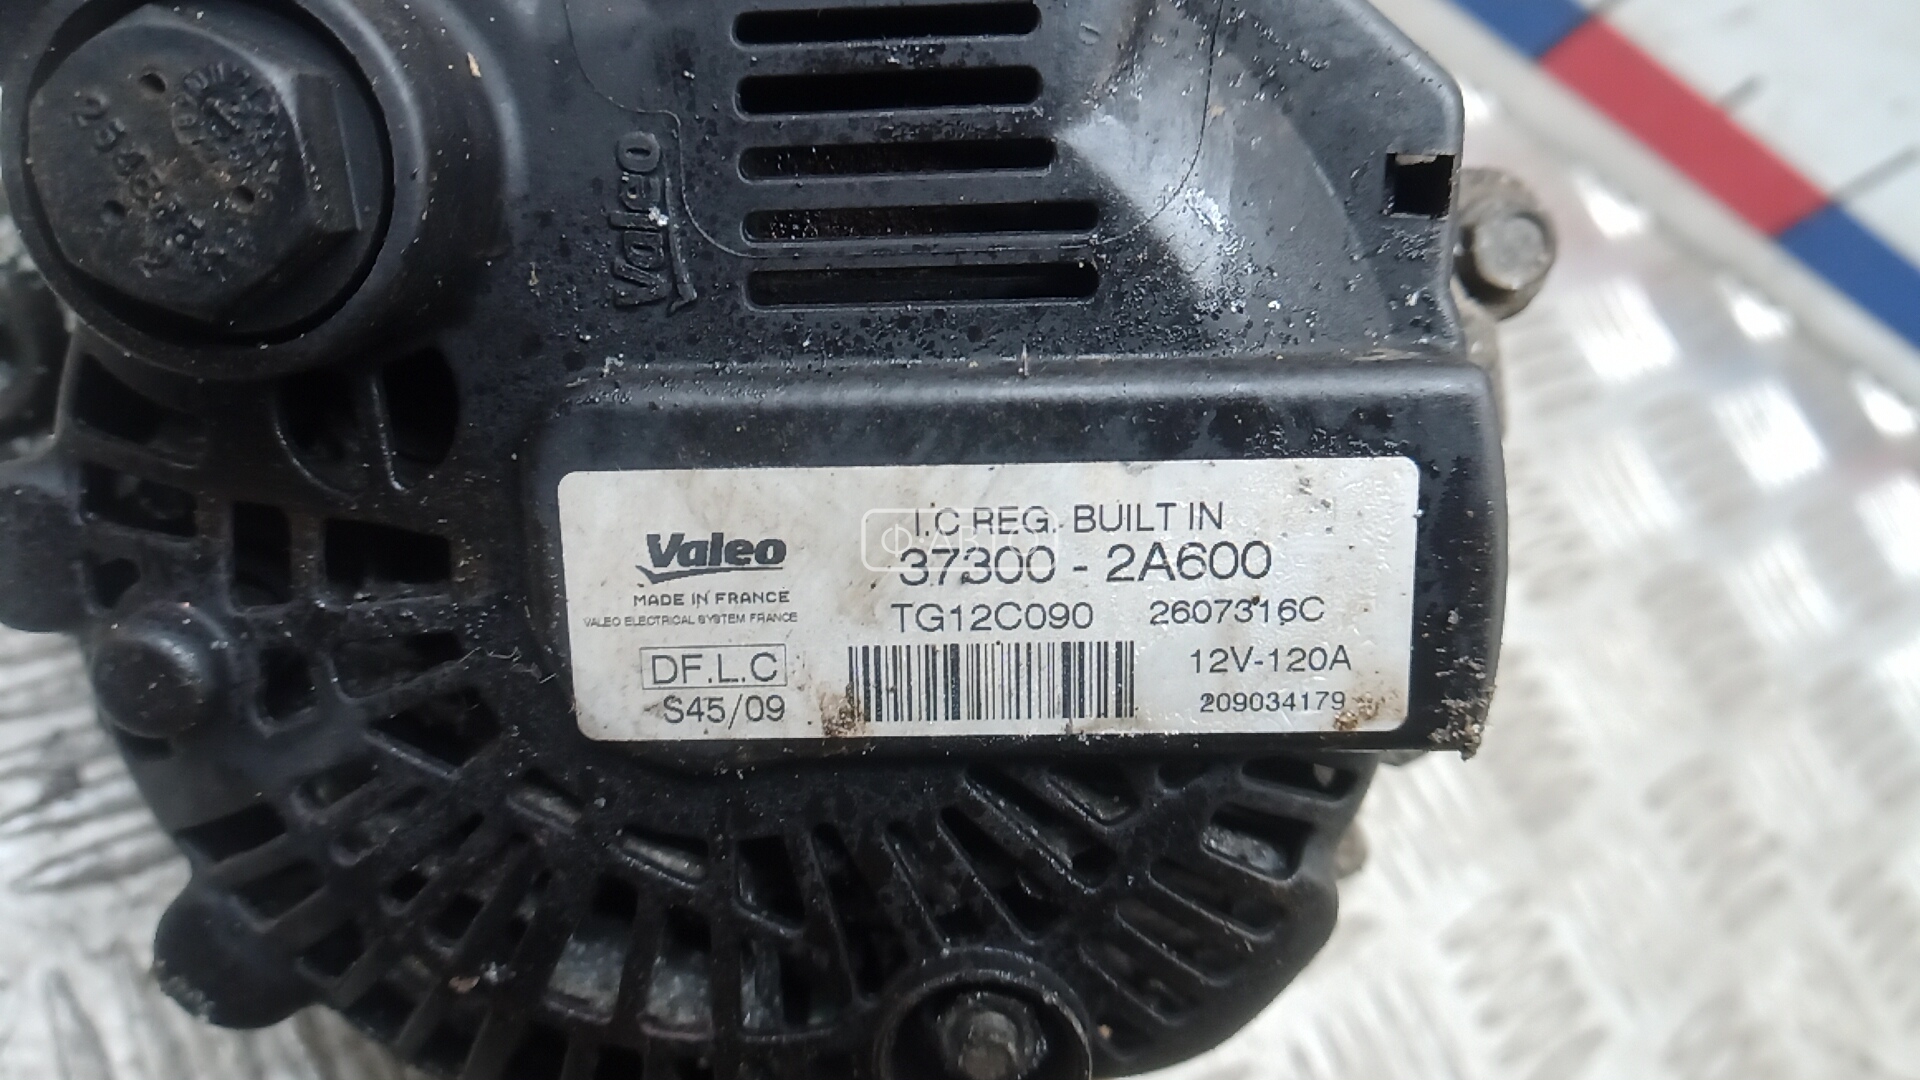 Valeo
Valeo
MADE IN FRANCE
VALEO ELECTRICAL SYSTEM FRANCE
DF.L.C
S45/09
I.C REG. BUILT IN
37300 - 2A600
TG12C090 2607316C
12V-120A
209034179